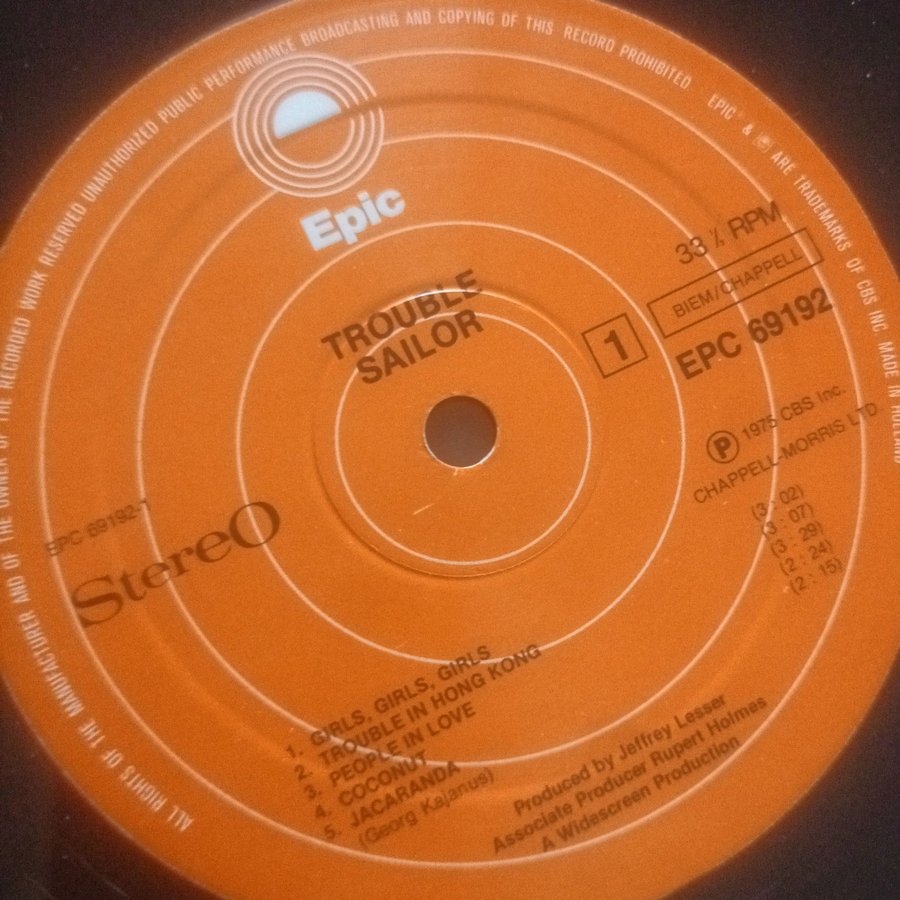 ALL RIGHTS OF THE MANUFACTURER AND OF THE OWNER OF THE RECORDED WORK RESERVED UNAUTHORIZED PUBLIC PERFORMANCE BROADCASTING AND COPYING OF THIS RECORD PROHIBITED EPIC ® & ARE TRADEMARKS OF CBS INC MADE IN HOLLAND
Epic
TROUBLE
SAILOR
33 ⅓ RPM
BIEM/CHAPPELL
1
EPC 69192
Ⓟ 1975 CBS Inc.
CHAPPELL-MORRIS LTD
EPC 69192-1
StereO
1. GIRLS, GIRLS, GIRLS (3 : 02)
2. TROUBLE IN HONG KONG (3 : 07)
3. PEOPLE IN LOVE (3 : 29)
4. COCONUT (2 : 24)
5. JACARANDA (2 : 15)
(Georg Kajanus)
Produced by Jeffrey Lesser
Associate Producer Rupert Holmes
A Widescreen Production